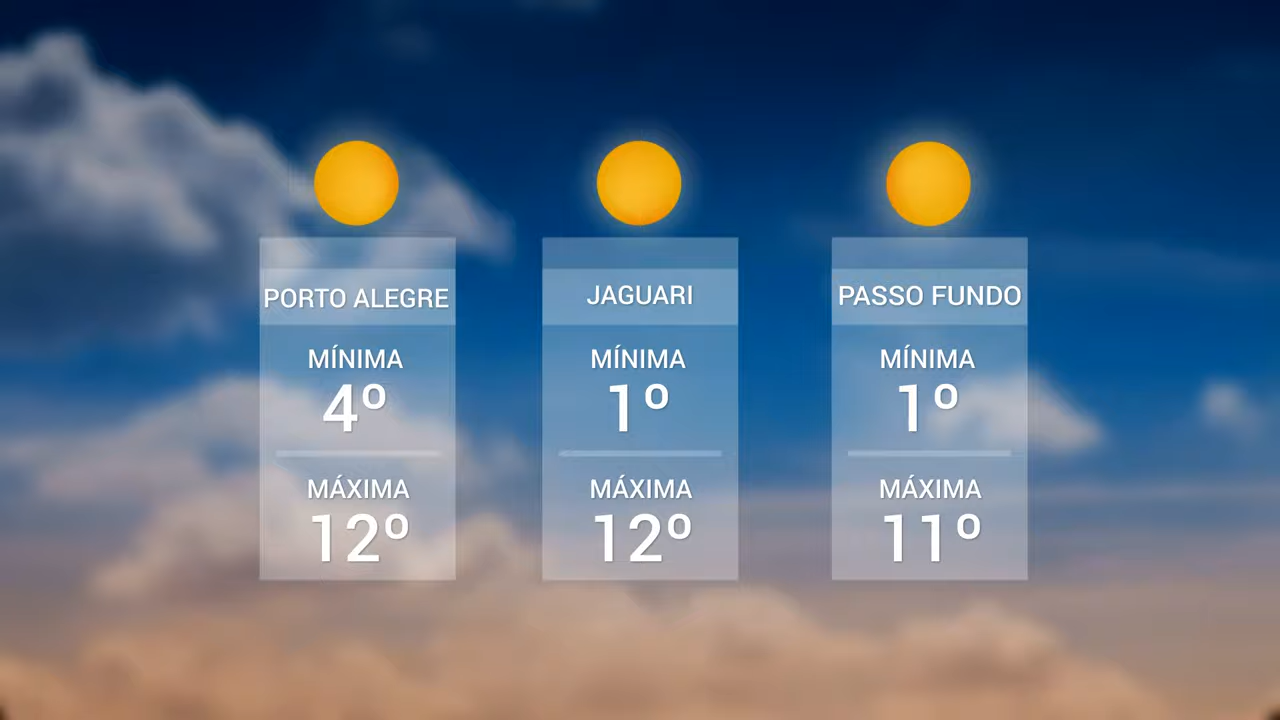 PORTO ALEGRE
MÍNIMA
4º
MÁXIMA
12º
JAGUARI
MÍNIMA
1º
MÁXIMA
12º
PASSO FUNDO
MÍNIMA
1º
MÁXIMA
11º